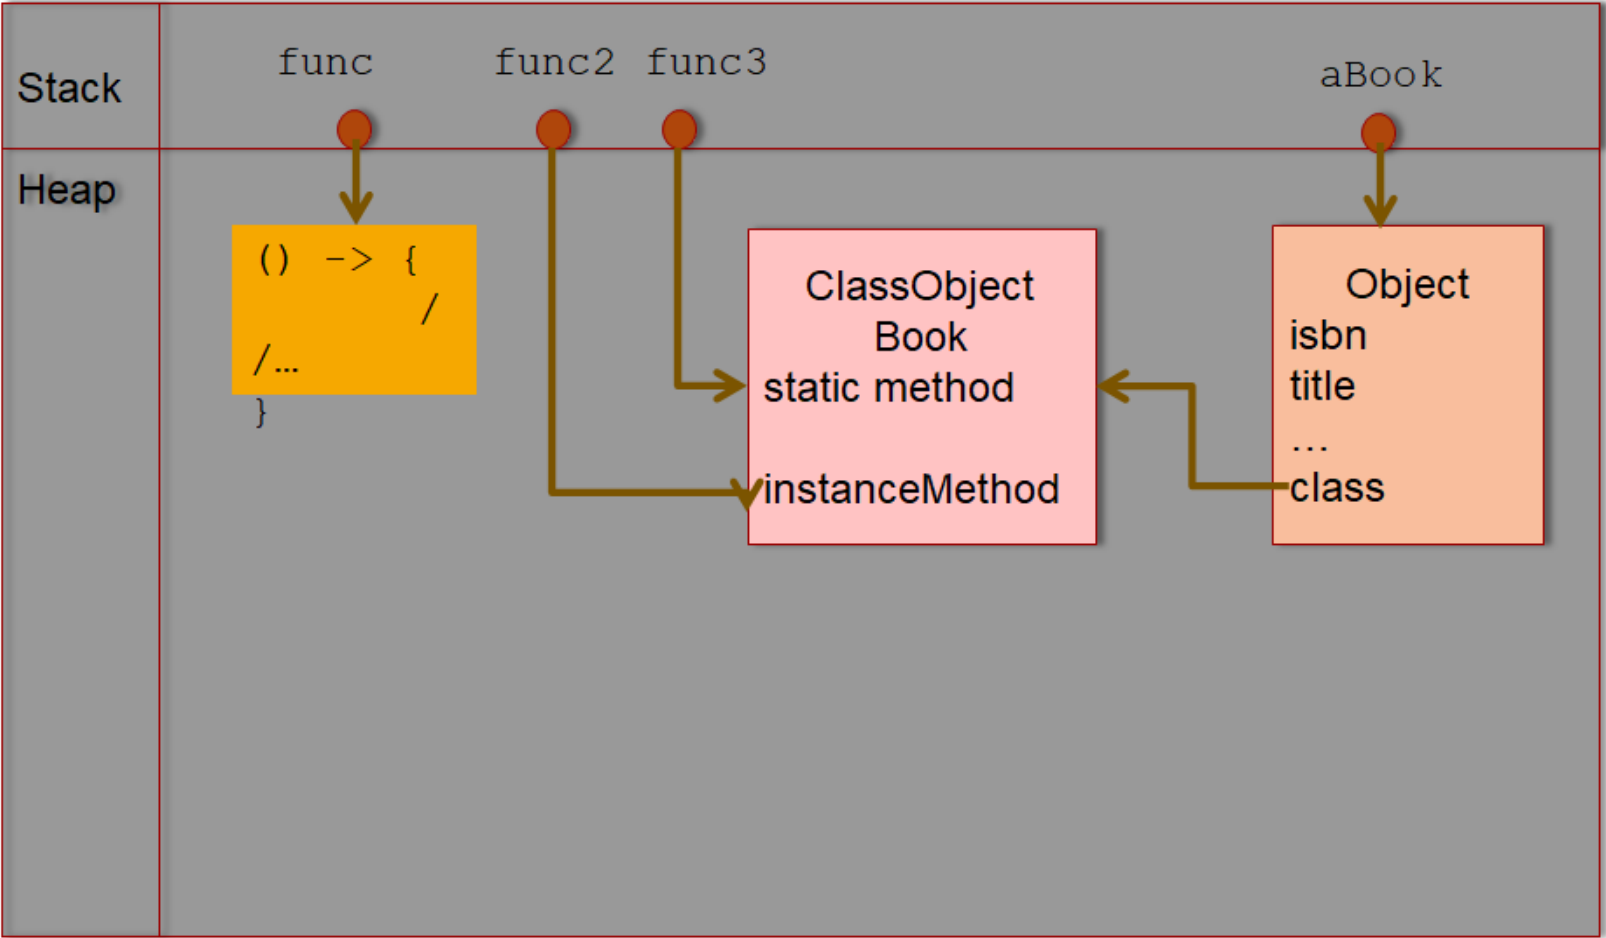 Stack
func
func2
func3
aBook
Heap
() -> {
/
/...
}
ClassObject
Book
static method
instanceMethod
Object
isbn
title
...
class